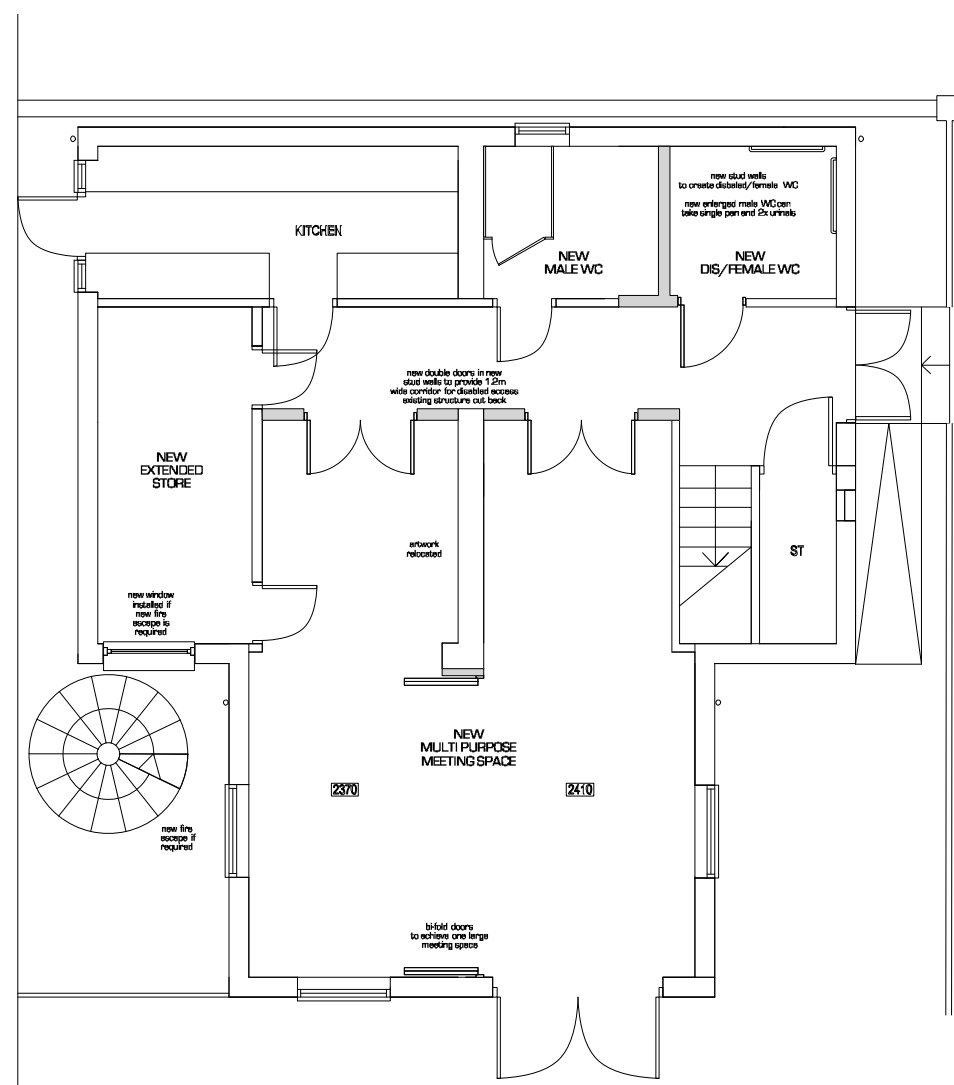 new stud walls
to create disbaled/female WC
new enlarged male WC can
take single pan and 2x urinals
KITCHEN
NEW
MALE WC
NEW
DIS/FEMALE WC
new double doors in new
stud walls to provide 1.2m
wide corridor for disabled access
existing structure cut back
NEW
EXTENDED
STORE
artwork
relocated
ST
new window
installed if
new fire
escape is
required
NEW
MULTI PURPOSE
MEETING SPACE
2370
2410
new fire
escape if
required
bi-fold doors
to achieve one large
meeting space